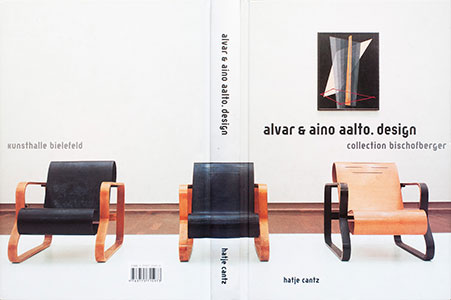 kunsthalle bielefeld
alvar & aino aalto. design
hatje cantz
alvar & aino aalto. design
collection bischofberger
hatje cantz